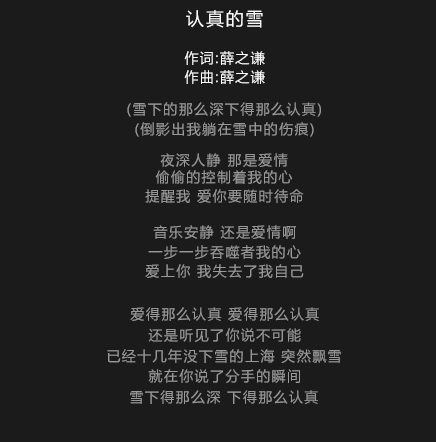 认真的雪
作词:薛之谦
作曲:薛之谦
(雪下的那么深下得那么认真)
(倒影出我躺在雪中的伤痕)
夜深人静 那是爱情
偷偷的控制着我的心
提醒我 爱你要随时待命
音乐安静 还是爱情啊
一步一步吞噬者我的心
爱上你 我失去了我自己
爱得那么认真 爱得那么认真
还是听见了你说不可能
已经十几年没下雪的上海 突然飘雪
就在你说了分手的瞬间
雪下得那么深 下得那么认真